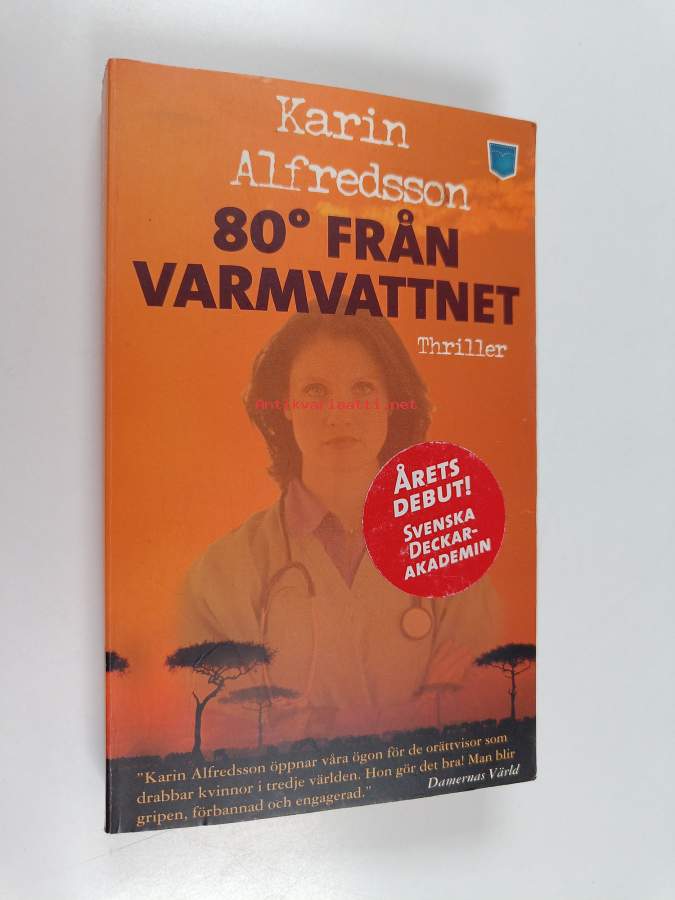 Karin
Alfredsson
80° FRÅN
VARMVATTNET
Thriller
Antikvariaatti.net
ÅRETS
DEBUT!
SVENSKA
DECKAR-
AKADEMIN
"Karin Alfredsson öppnar våra ögon för de orättvisor som
drabbar kvinnor i tredje världen. Hon gör det bra! Man blir
gripen, förbannad och engagerad."
Damernas Värld